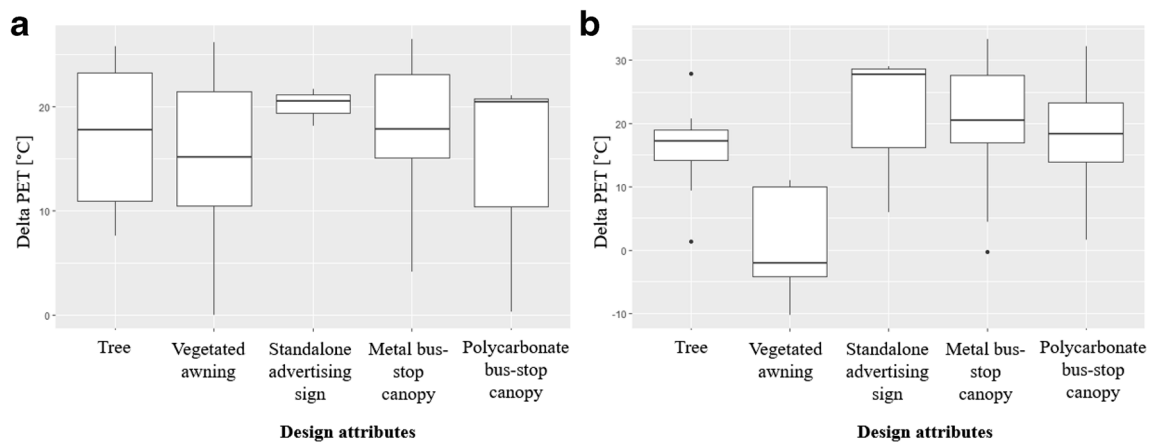 a
Delta PET [°C]
20
10
0
Tree
Vegetated
awning
Standalone
advertising
sign
Metal bus-
stop
canopy
Polycarbonate
bus-stop
canopy
Design attributes
b
Delta PET [°C]
30
20
10
0
-10
Tree
Vegetated
awning
Standalone
advertising
sign
Metal bus-
stop
canopy
Polycarbonate
bus-stop
canopy
Design attributes